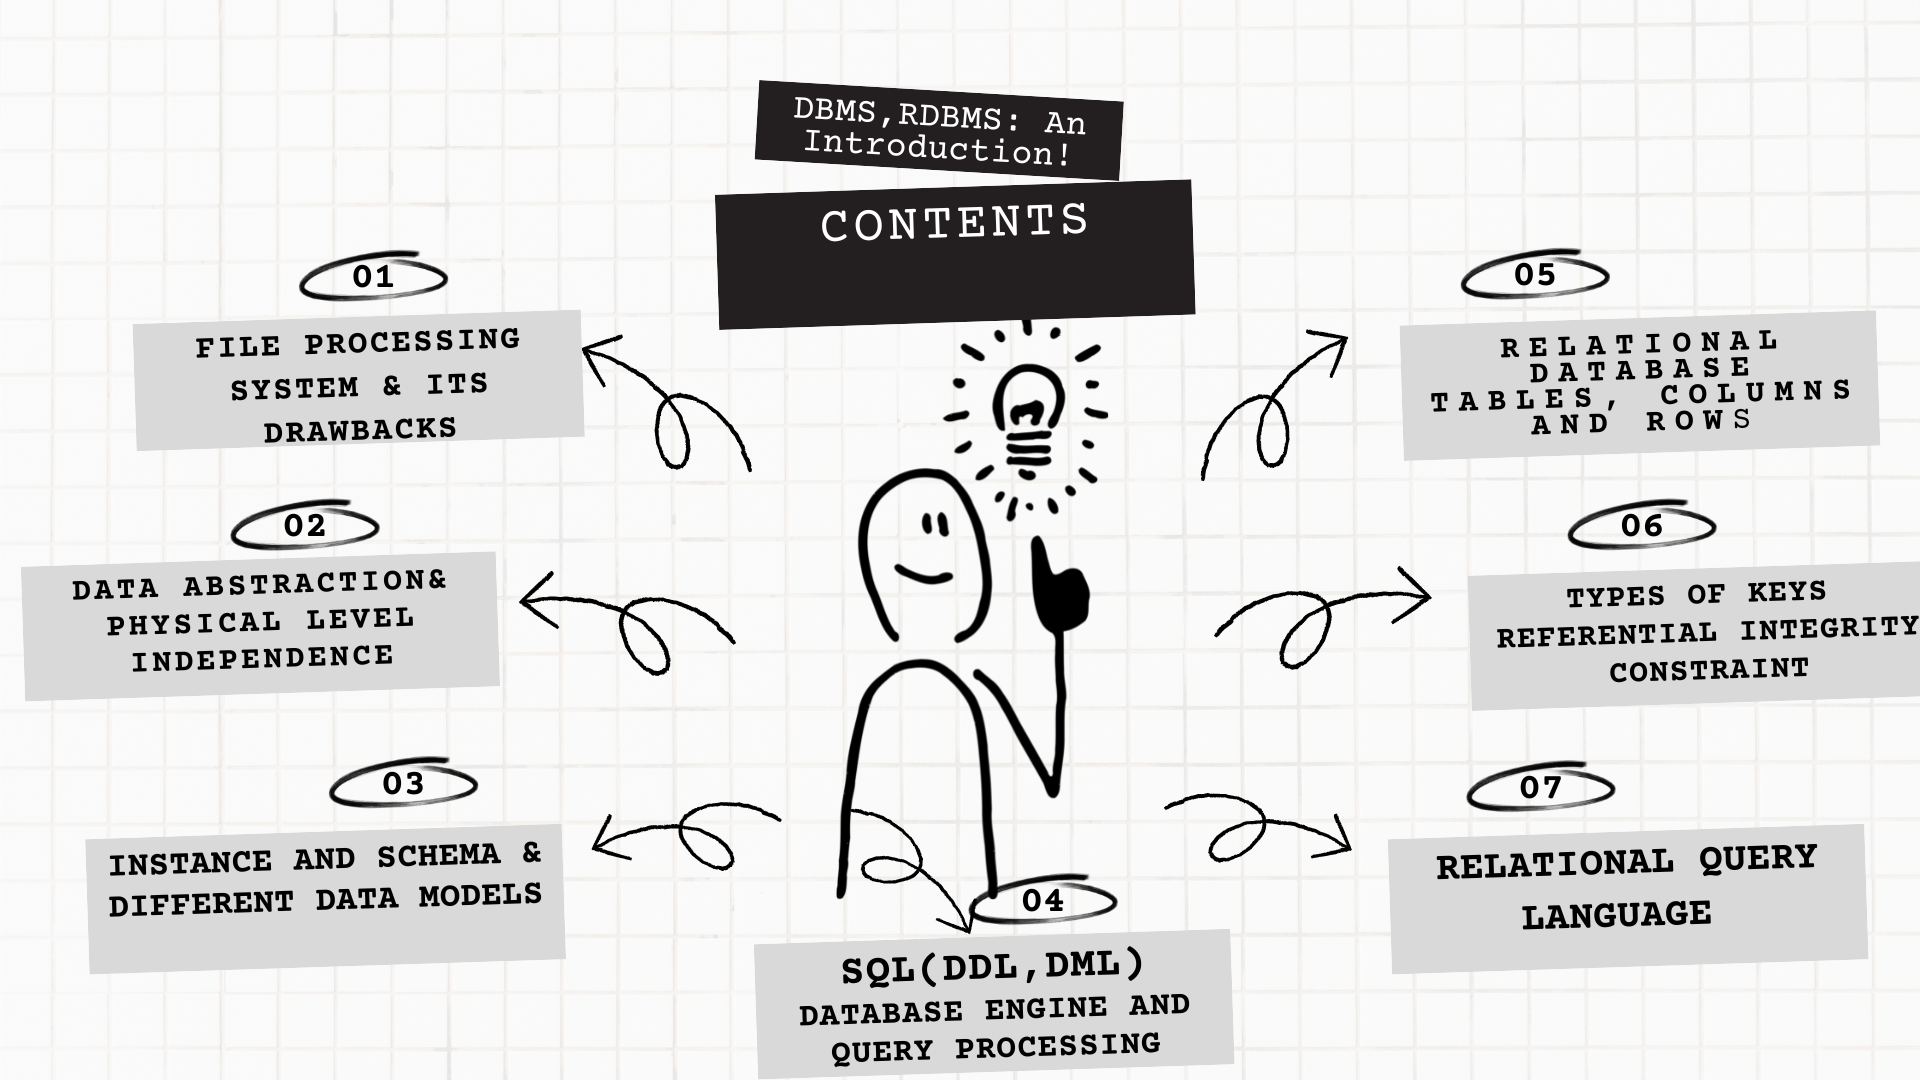 DBMS,RDBMS: An
Introduction!
CONTENTS
01
FILE PROCESSING
SYSTEM & ITS
DRAWBACKS
02
DATA ABSTRACTION&
PHYSICAL LEVEL
INDEPENDENCE
03
INSTANCE AND SCHEMA &
DIFFERENT DATA MODELS
04
SQL(DDL,DML)
DATABASE ENGINE AND
QUERY PROCESSING
05
RELATIONAL
DATABASE
TABLES, COLUMNS
AND ROWS
06
TYPES OF KEYS
REFERENTIAL INTEGRITY
CONSTRAINT
07
RELATIONAL QUERY
LANGUAGE